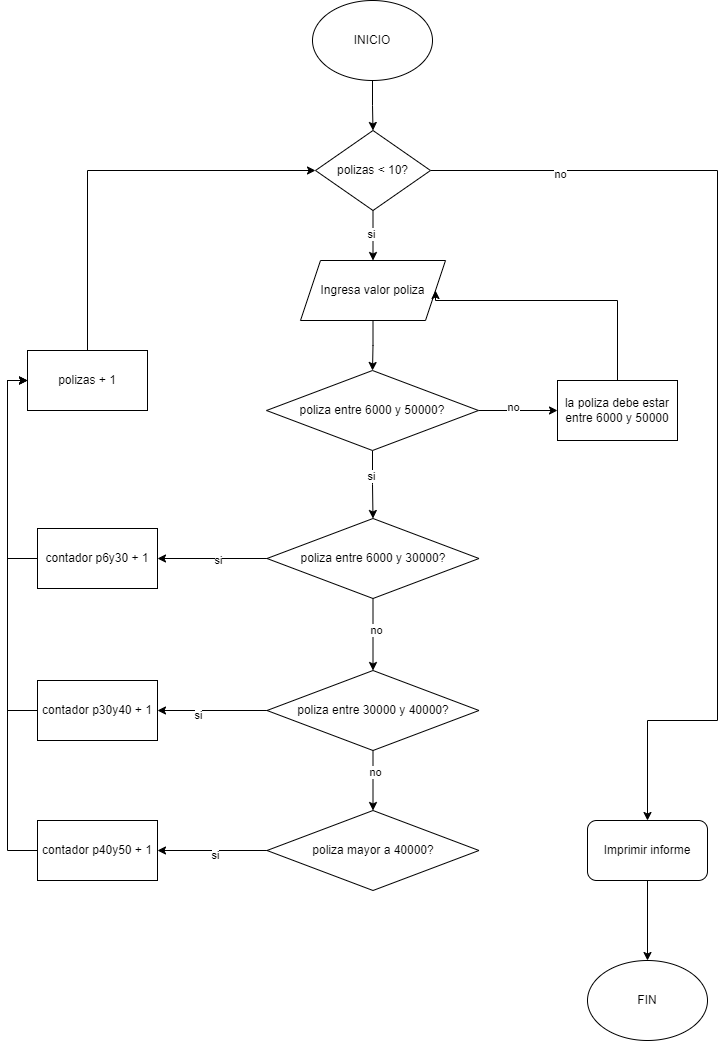 INICIO
polizas < 10?
no
si
Ingresa valor poliza
polizas + 1
poliza entre 6000 y 50000?
no
la poliza debe estar
entre 6000 y 50000
si
contador p6y30 + 1
si
poliza entre 6000 y 30000?
no
contador p30y40 + 1
si
poliza entre 30000 y 40000?
no
contador p40y50 + 1
si
poliza mayor a 40000?
Imprimir informe
FIN